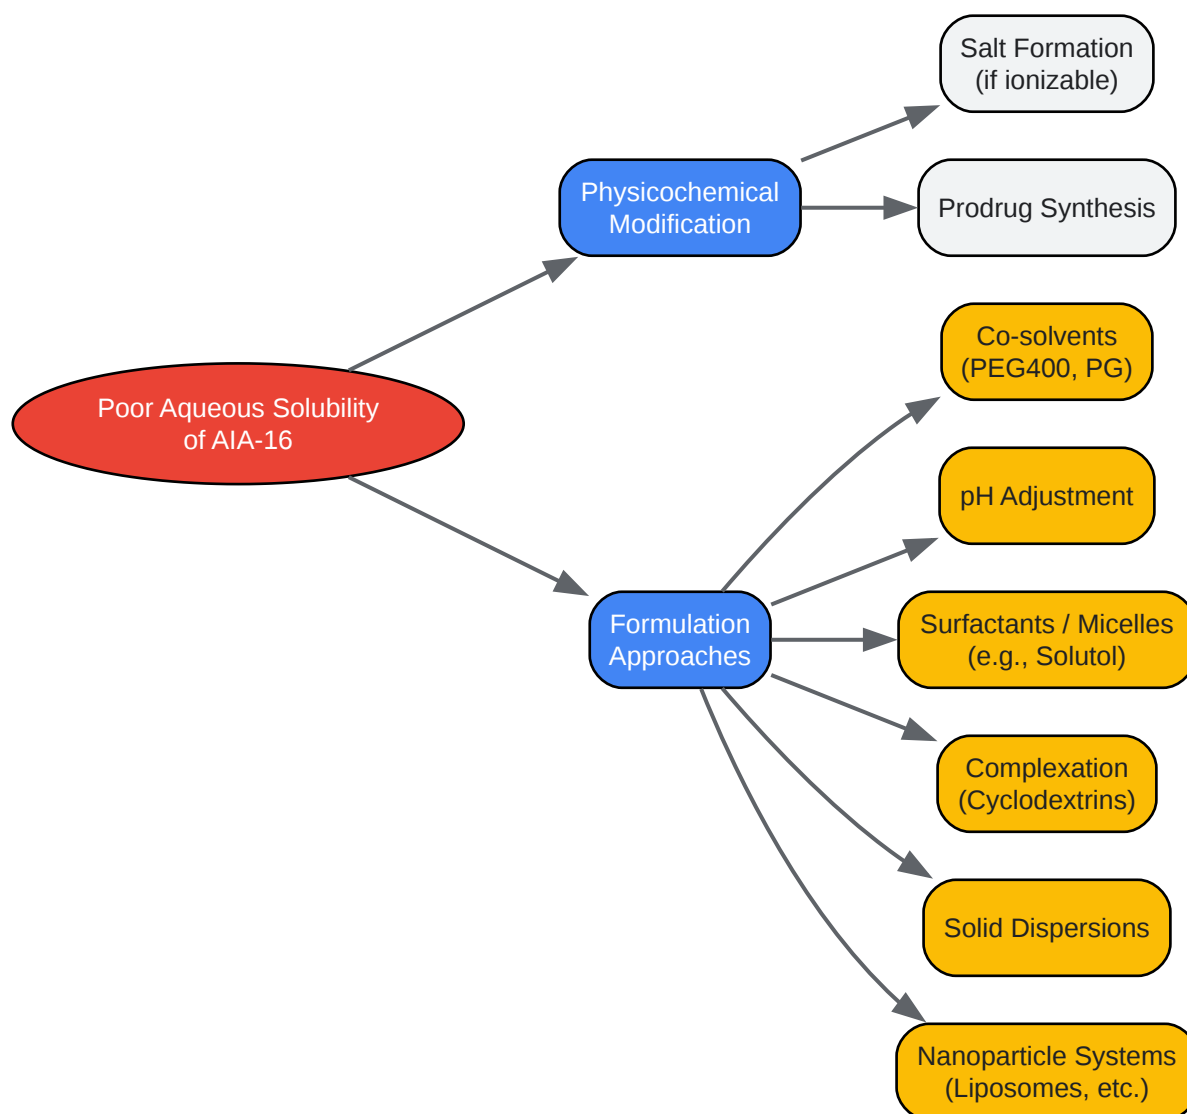 Salt Formation
(if ionizable)
Physicochemical
Modification
Prodrug Synthesis
Co-solvents
(PEG400, PG)
Poor Aqueous Solubility
of AIA-16
pH Adjustment
Formulation
Approaches
Surfactants / Micelles
(e.g., Solutol)
Complexation
(Cyclodextrins)
Solid Dispersions
Nanoparticle Systems
(Liposomes, etc.)